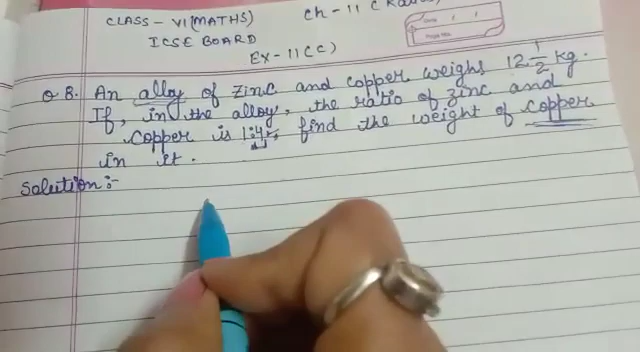 CLASS - VI (MATHS)
Ch - 11 (
ICSE BOARD
EX - 11 (C)
Q 8. An alloy of zinc and copper weighs 12 1/2 kg.
If, in the alloy, the ratio of zinc and
copper is 1:4, find the weight of copper
in it.
Solution :-